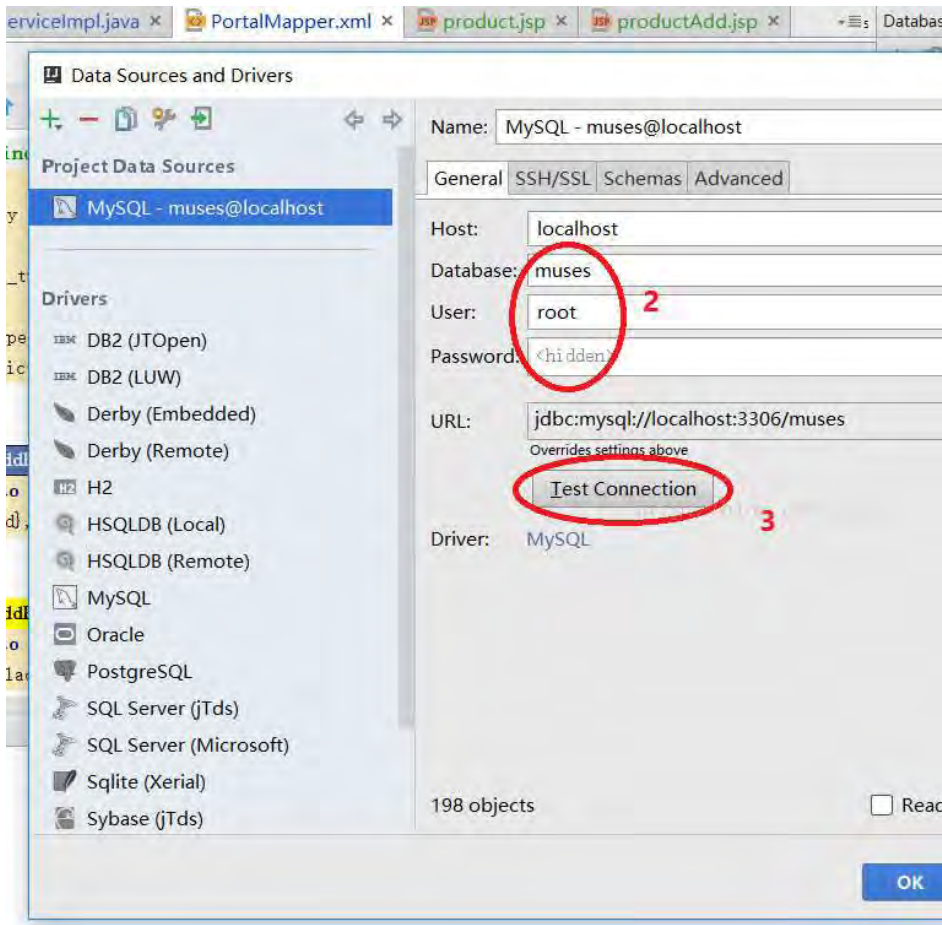 erviceImpl.java × PortalMapper.xml × product.jsp × productAdd.jsp × Databas
Data Sources and Drivers
Name: MySQL - muses@localhost
Project Data Sources
General SSH/SSL Schemas Advanced
MySQL - muses@localhost
Host: localhost
Database: muses
User: root
2
Password: <hidden>
Drivers
DB2 (JTOpen)
DB2 (LUW)
Derby (Embedded)
Derby (Remote)
H2
HSQLDB (Local)
HSQLDB (Remote)
MySQL
Oracle
PostgreSQL
SQL Server (jTds)
SQL Server (Microsoft)
Sqlite (Xerial)
Sybase (jTds)
URL: jdbc:mysql://localhost:3306/muses
Overrides settings above
Test Connection
3
Driver: MySQL
198 objects
Read
OK